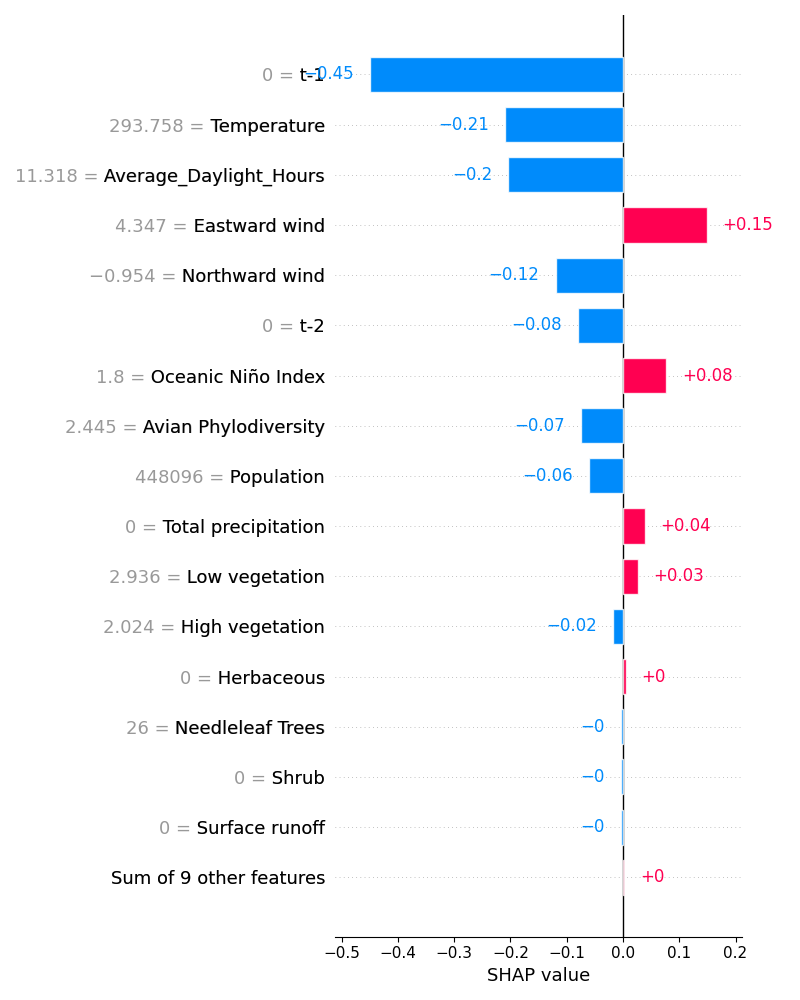 0 = t-1 −0.45
293.758 = Temperature −0.21
11.318 = Average_Daylight_Hours −0.2
4.347 = Eastward wind +0.15
−0.954 = Northward wind −0.12
0 = t-2 −0.08
1.8 = Oceanic Niño Index +0.08
2.445 = Avian Phylodiversity −0.07
448096 = Population −0.06
0 = Total precipitation +0.04
2.936 = Low vegetation +0.03
2.024 = High vegetation −0.02
0 = Herbaceous +0
26 = Needleleaf Trees −0
0 = Shrub −0
0 = Surface runoff −0
Sum of 9 other features +0
−0.5 −0.4 −0.3 −0.2 −0.1 0.0 0.1 0.2
SHAP value